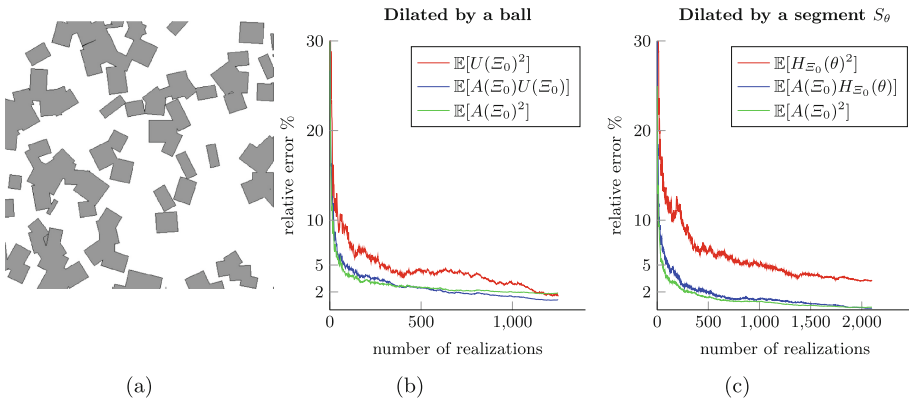 Dilated by a ball
30
20
10
5
2
0
500
1,000
relative error %
number of realizations
𝔼[U(Ξ₀)²]
𝔼[A(Ξ₀)U(Ξ₀)]
𝔼[A(Ξ₀)²]
Dilated by a segment S_θ
30
20
10
5
2
0
500
1,000
1,500
2,000
relative error %
number of realizations
𝔼[H_Ξ₀(θ)²]
𝔼[A(Ξ₀)H_Ξ₀(θ)]
𝔼[A(Ξ₀)²]
(a)
(b)
(c)